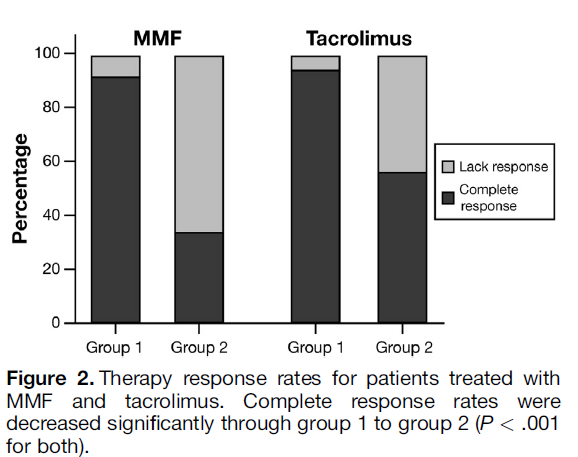 MMF Tacrolimus
100
80
60
40
20
0
Percentage
Lack response
Complete
response
Group 1 Group 2 Group 1 Group 2
Figure 2. Therapy response rates for patients treated with
MMF and tacrolimus. Complete response rates were
decreased significantly through group 1 to group 2 (P < .001
for both).